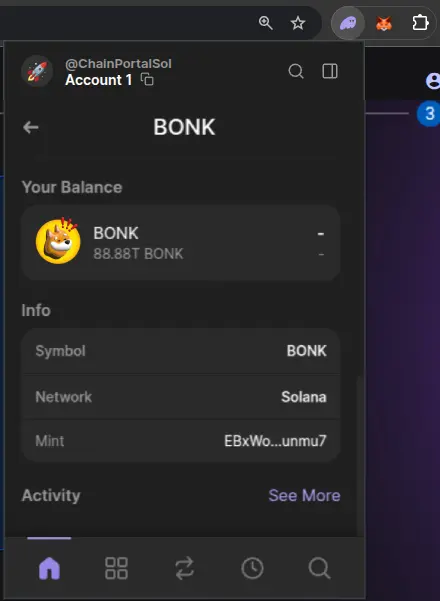 @ChainPortalSol
Account 1
BONK
3
Your Balance
BONK -
88.88T BONK -
Info
Symbol BONK
Network Solana
Mint EBxWo...unmu7
Activity See More